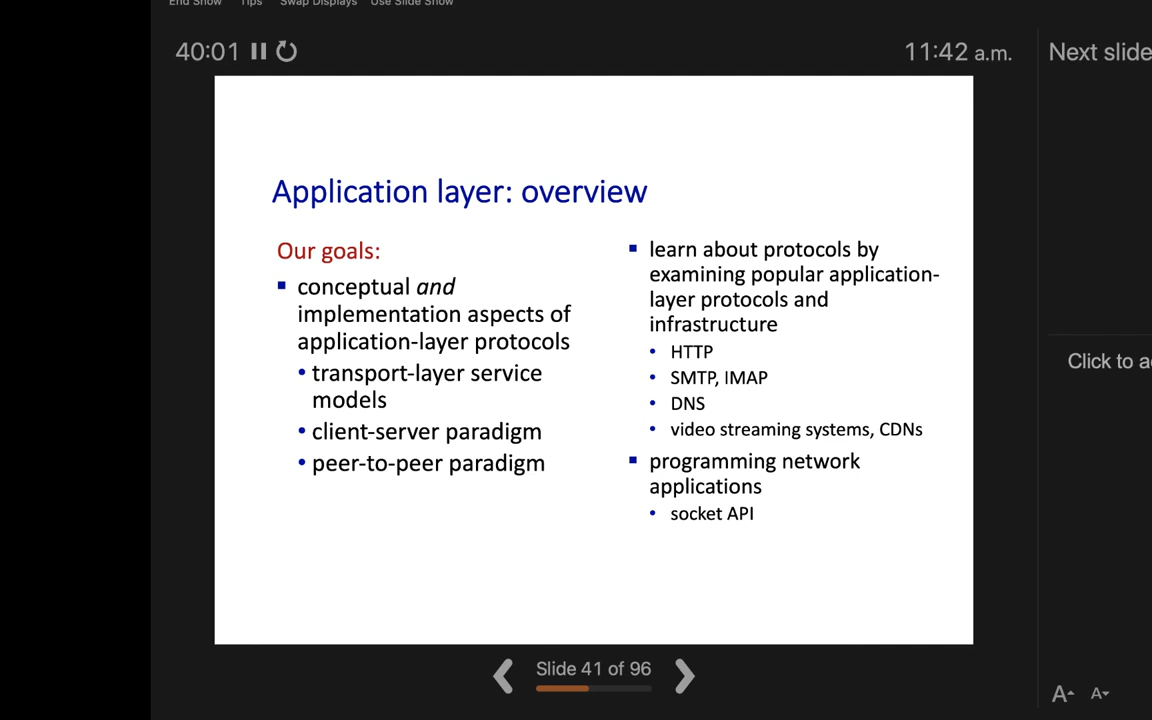 End Show Tips Swap Displays Use Slide Show
40:01
11:42 a.m.
Next slide
Application layer: overview
Our goals:
conceptual and
implementation aspects of
application-layer protocols
transport-layer service
models
client-server paradigm
peer-to-peer paradigm
learn about protocols by
examining popular application-
layer protocols and
infrastructure
HTTP
SMTP, IMAP
DNS
video streaming systems, CDNs
programming network
applications
socket API
Click to a
Slide 41 of 96
A A